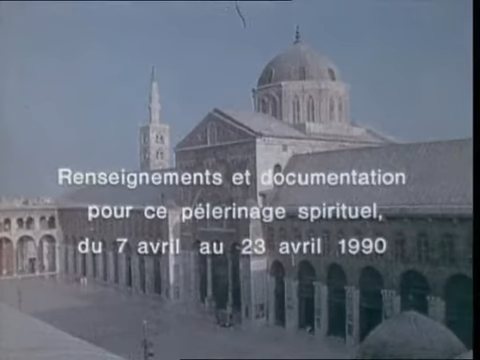 Renseignements et documentation
pour ce pélerinage spirituel,
du 7 avril au 23 avril 1990